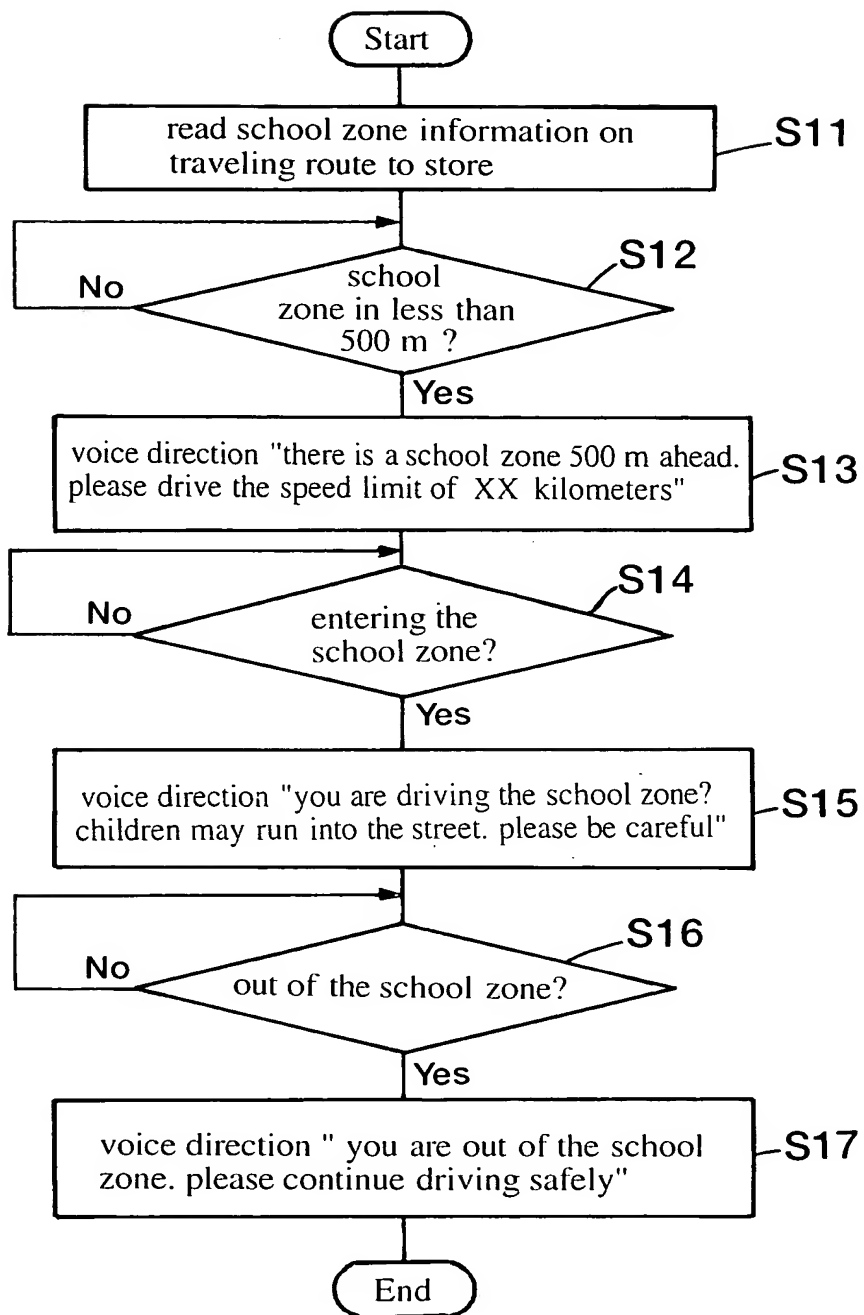 Start
read school zone information on
traveling route to store
S11
school
zone in less than
500 m ?
S12
No
Yes
voice direction "there is a school zone 500 m ahead.
please drive the speed limit of XX kilometers"
S13
entering the
school zone?
S14
No
Yes
voice direction "you are driving the school zone?
children may run into the street. please be careful"
S15
out of the school zone?
S16
No
Yes
voice direction " you are out of the school
zone. please continue driving safely"
S17
End